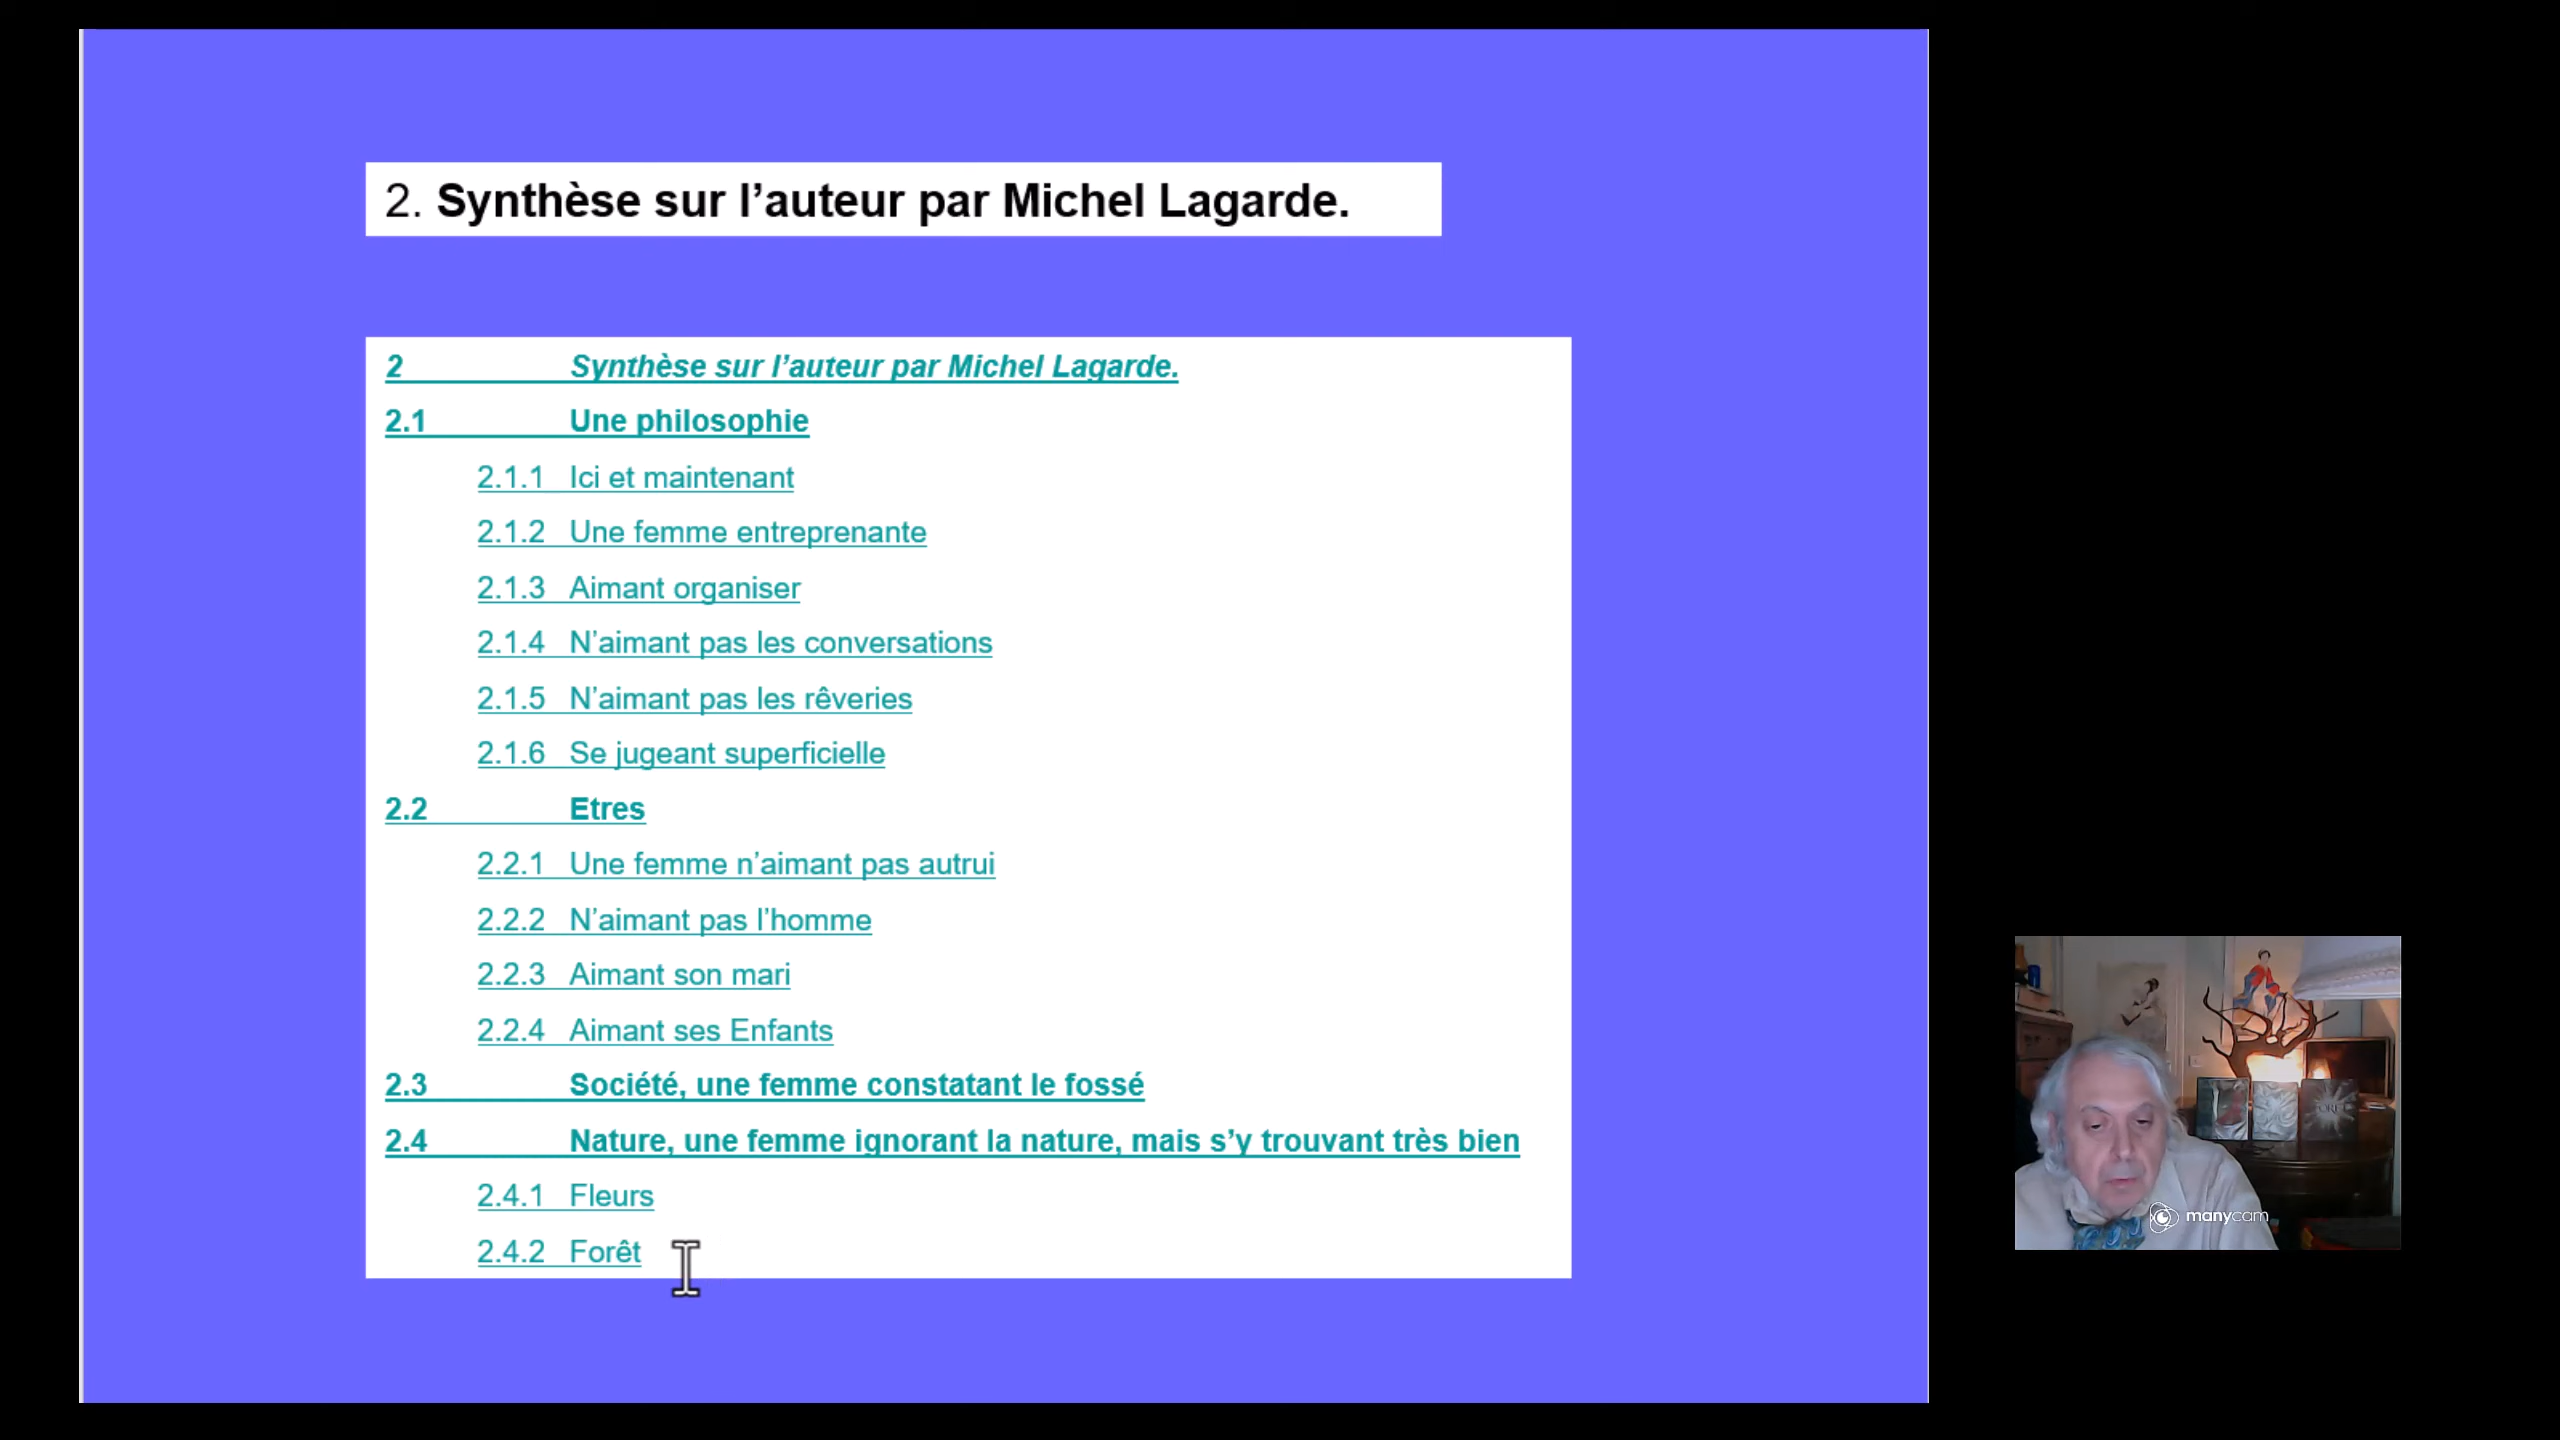 2. Synthèse sur l’auteur par Michel Lagarde.
2 Synthèse sur l’auteur par Michel Lagarde.
2.1 Une philosophie
2.1.1 Ici et maintenant
2.1.2 Une femme entreprenante
2.1.3 Aimant organiser
2.1.4 N’aimant pas les conversations
2.1.5 N’aimant pas les rêveries
2.1.6 Se jugeant superficielle
2.2 Etres
2.2.1 Une femme n’aimant pas autrui
2.2.2 N’aimant pas l’homme
2.2.3 Aimant son mari
2.2.4 Aimant ses Enfants
2.3 Société, une femme constatant le fossé
2.4 Nature, une femme ignorant la nature, mais s’y trouvant très bien
2.4.1 Fleurs
2.4.2 Forêt
manycam